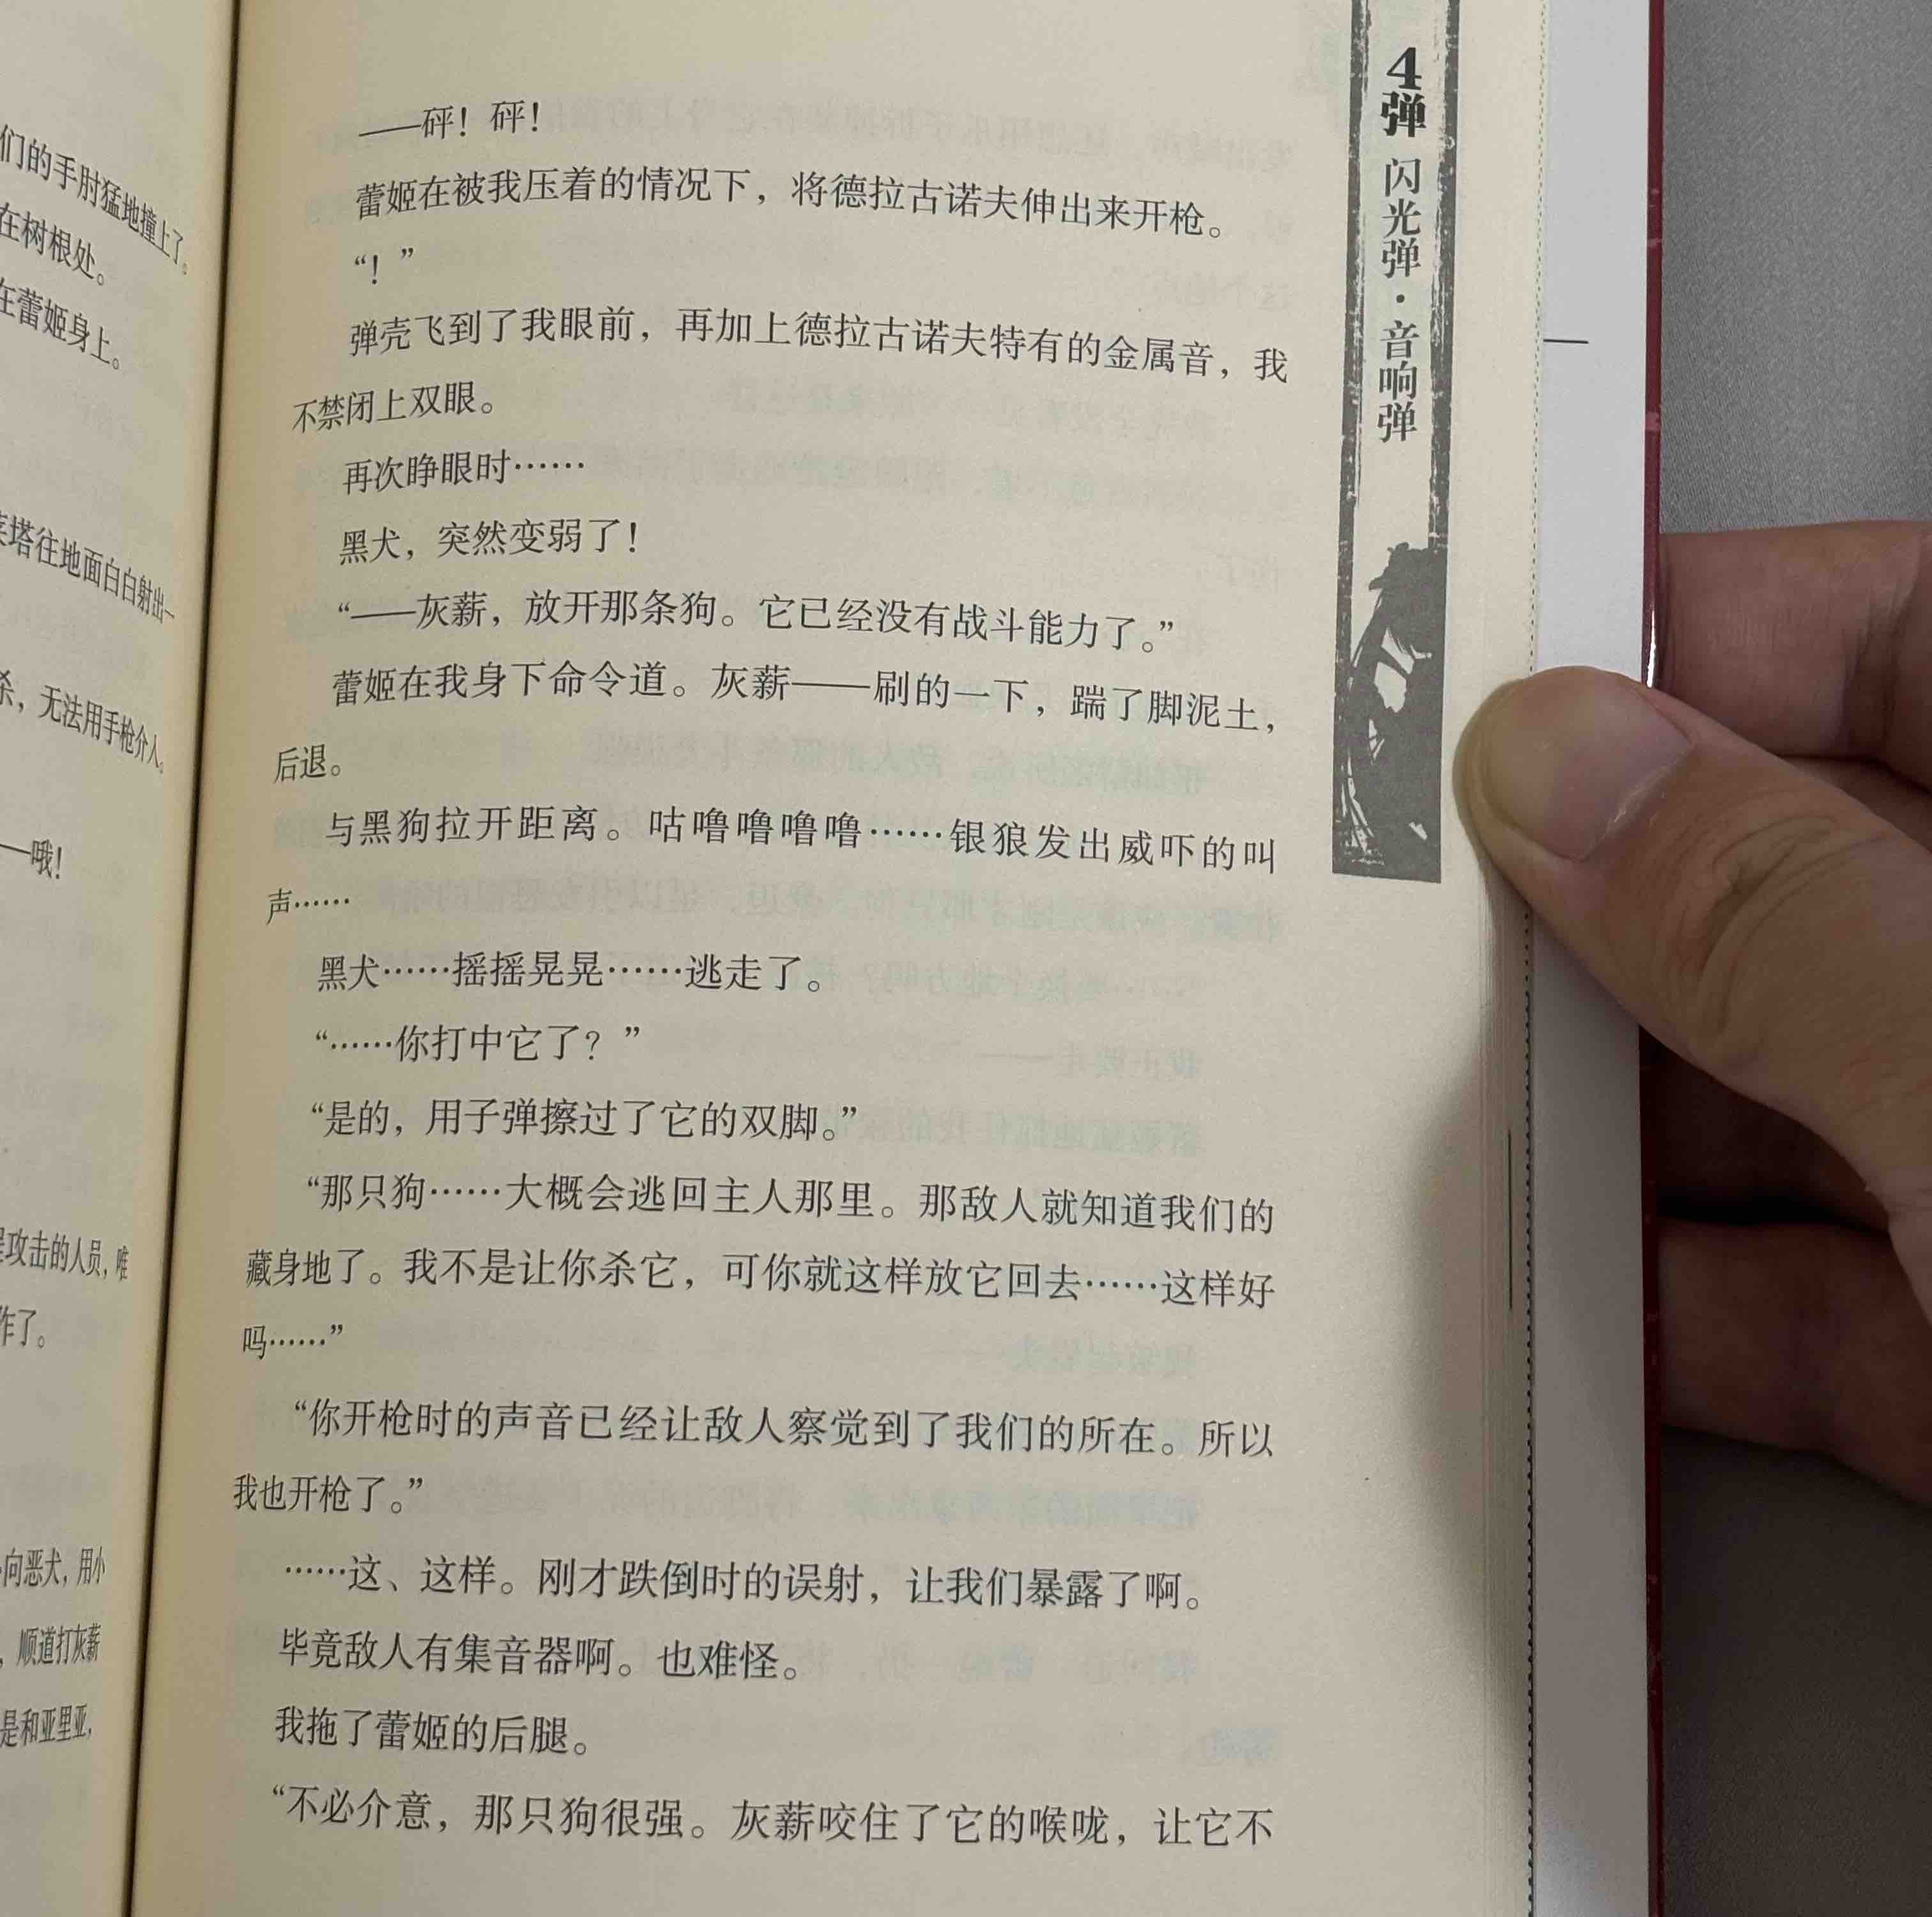 们的手肘猛地撞上了。
在树根处。
在蕾姬身上。
塔往地面白白射出一
杀，无法用手枪介入。
—哦！
攻击的人员，唯
作了。
向恶犬，用小
，顺道打灰薪
是和亚里亚，
——砰！砰！
蕾姬在被我压着的情况下，将德拉古诺夫伸出来开枪。
“！”
弹壳飞到了我眼前，再加上德拉古诺夫特有的金属音，我
不禁闭上双眼。
再次睁眼时……
黑犬，突然变弱了！
“——灰薪，放开那条狗。它已经没有战斗能力了。”
蕾姬在我身下命令道。灰薪——刷的一下，踹了脚泥土，
后退。
与黑狗拉开距离。咕噜噜噜噜……银狼发出威吓的叫
声……
黑犬……摇摇晃晃……逃走了。
“……你打中它了？”
“是的，用子弹擦过了它的双脚。”
“那只狗……大概会逃回主人那里。那敌人就知道我们的
藏身地了。我不是让你杀它，可你就这样放它回去……这样好
吗……”
“你开枪时的声音已经让敌人察觉到了我们的所在。所以
我也开枪了。”
……这、这样。刚才跌倒时的误射，让我们暴露了啊。
毕竟敌人有集音器啊。也难怪。
我拖了蕾姬的后腿。
“不必介意，那只狗很强。灰薪咬住了它的喉咙，让它不
4弹 闪光弹·音响弹